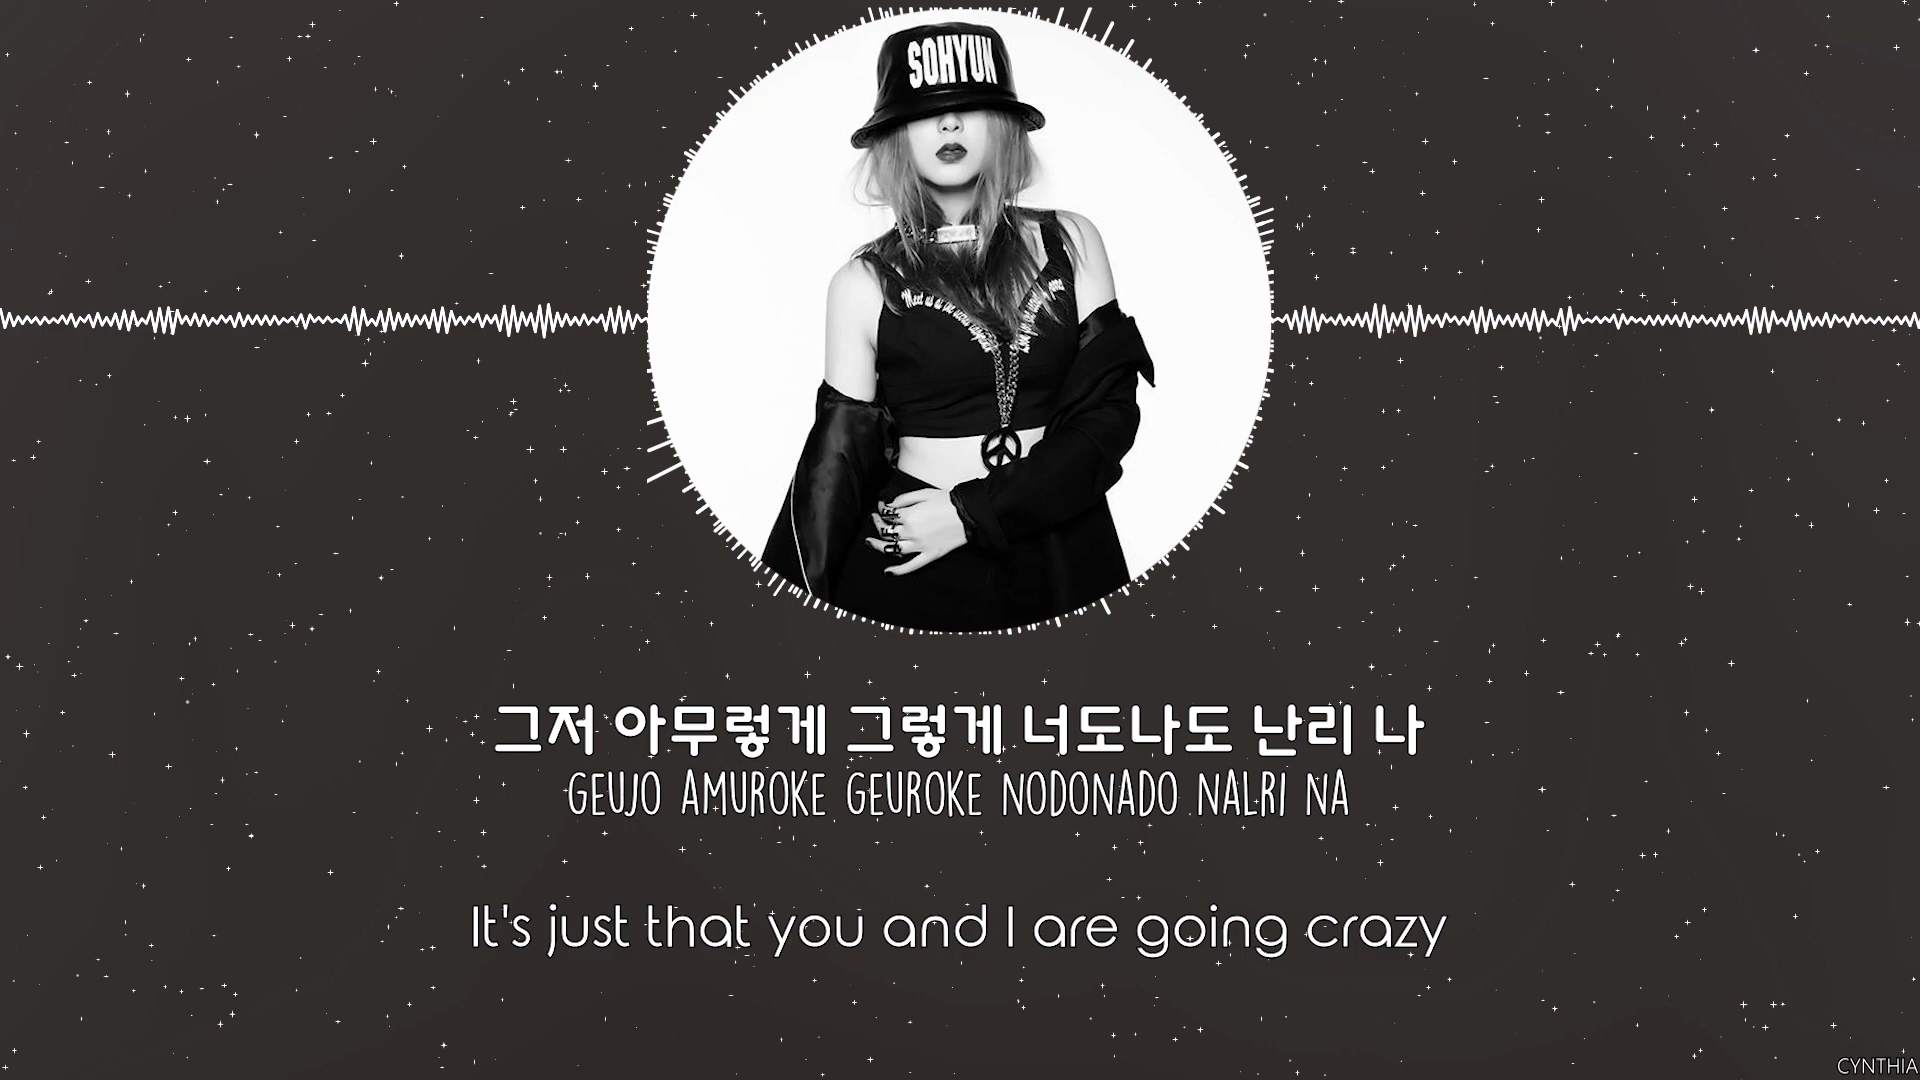 SOHYUN
그저 아무렇게 그렇게 너도나도 난리 나
GEUJO AMUROKE GEUROKE NODONADO NALRI NA
It's just that you and I are going crazy
CYNTHIA